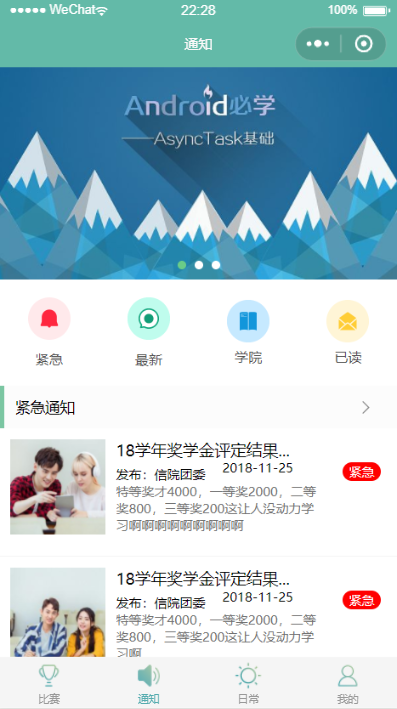 WeChat
22:28
100%
通知
Android必学
——AsyncTask基础
紧急
最新
学院
已读
紧急通知
18学年奖学金评定结果...
发布：信院团委
2018-11-25
紧急
特等奖才4000，一等奖2000，二等
奖800，三等奖200这让人没动力学
习啊啊啊啊啊啊啊啊啊
18学年奖学金评定结果...
发布：信院团委
2018-11-25
紧急
特等奖才4000，一等奖2000，二等
奖800，三等奖200这让人没动力学
习啊
比赛
通知
日常
我的